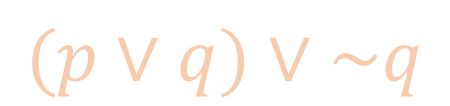 (𝑝 ∨ 𝑞) ∨ ~𝑞